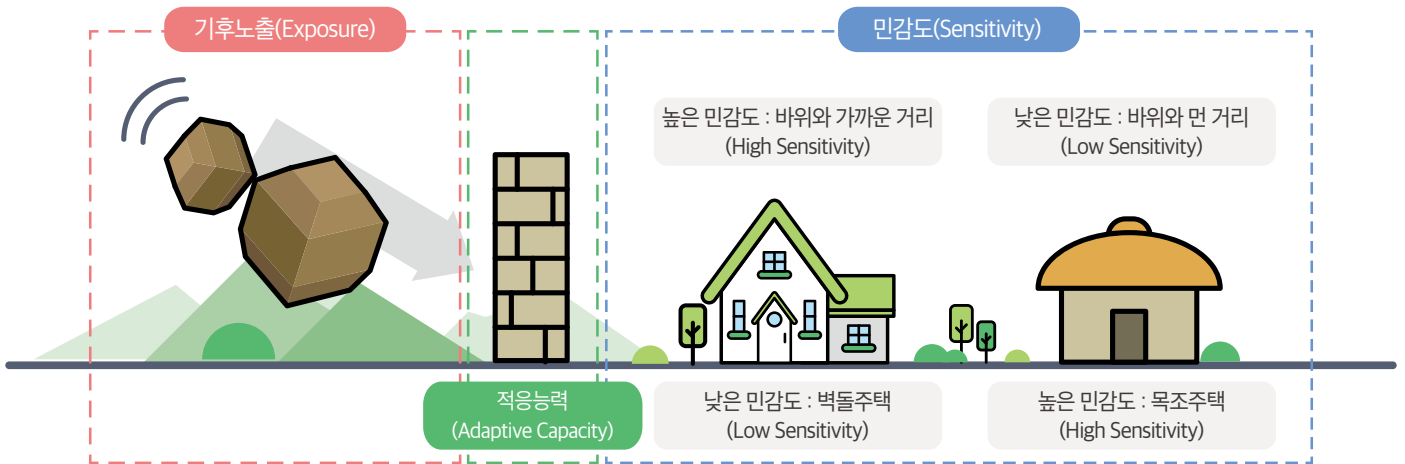 기후노출(Exposure)
민감도(Sensitivity)
높은 민감도 : 바위와 가까운 거리
(High Sensitivity)
낮은 민감도 : 바위와 먼 거리
(Low Sensitivity)
적응능력
(Adaptive Capacity)
낮은 민감도 : 벽돌주택
(Low Sensitivity)
높은 민감도 : 목조주택
(High Sensitivity)